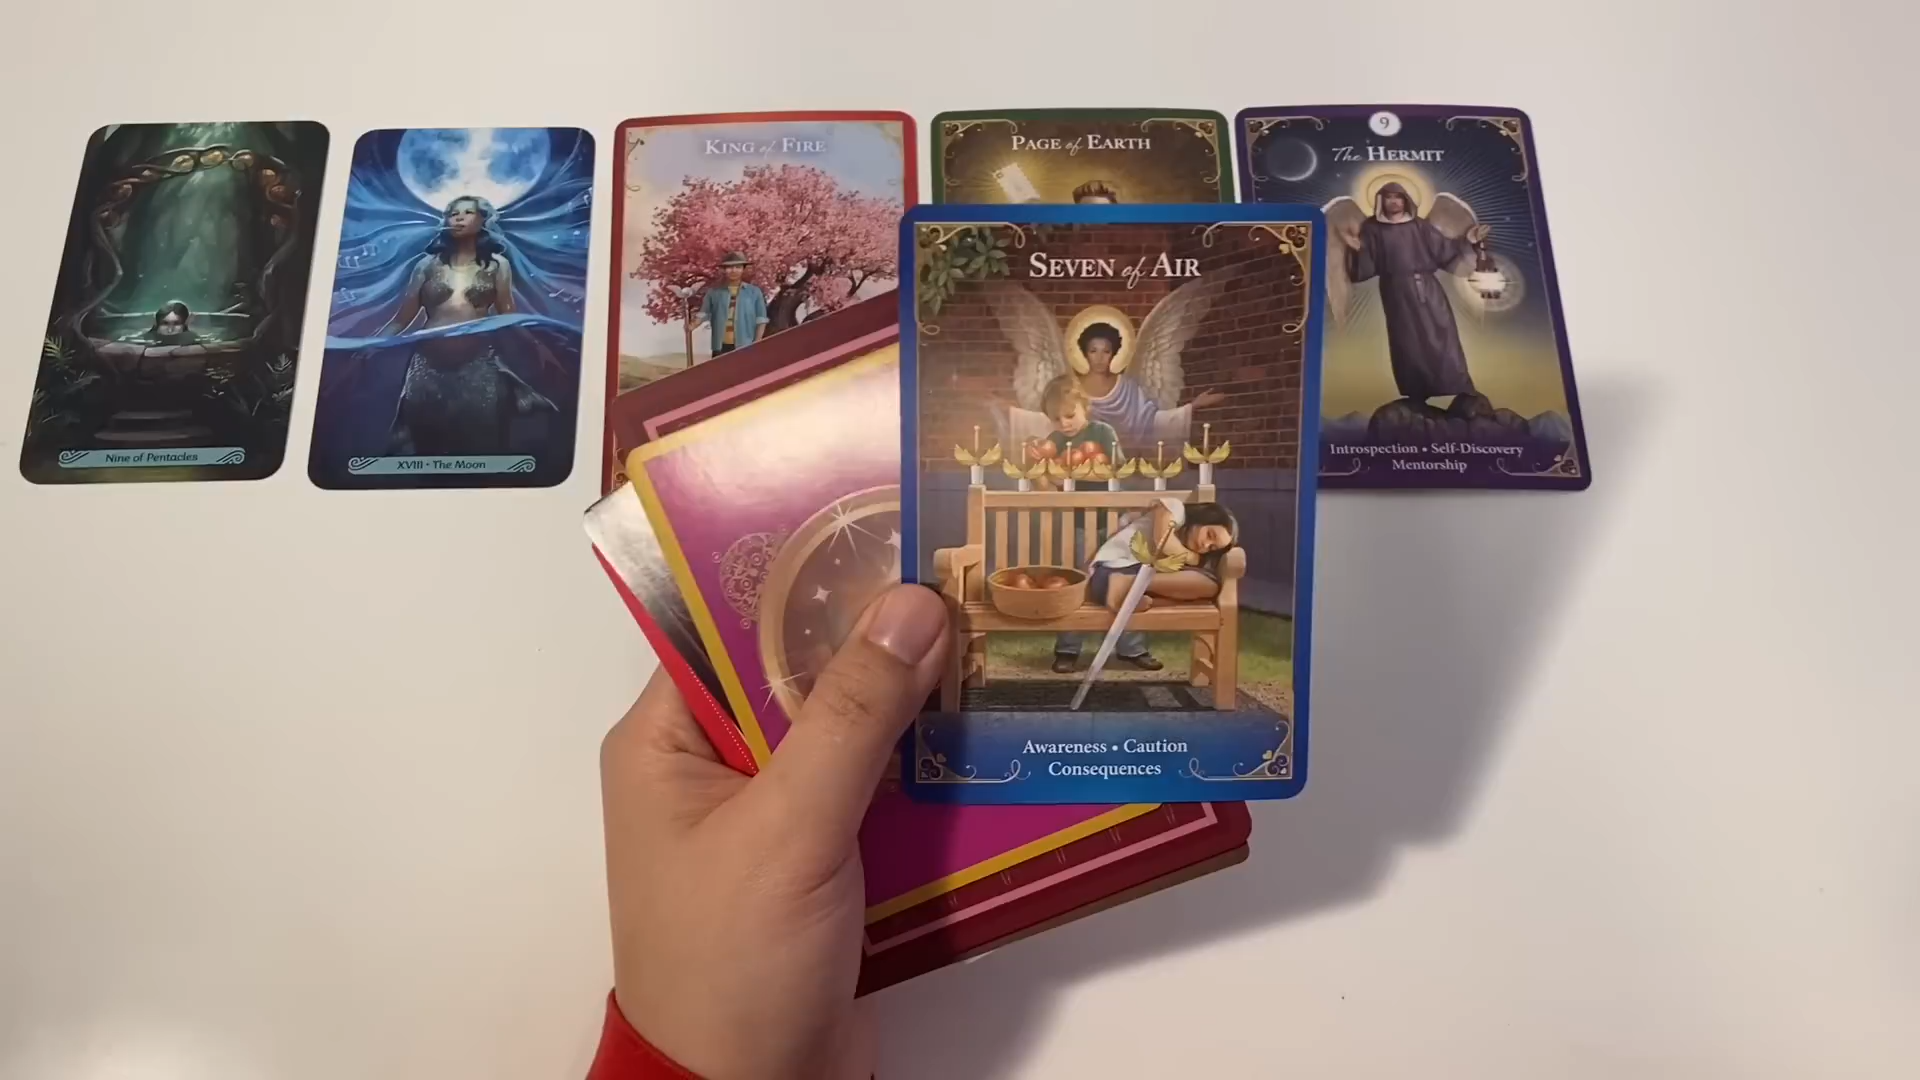 Nine of Pentacles
XVIII • The Moon
KING of FIRE
PAGE of EARTH
9
The HERMIT
Introspection • Self-Discovery
Mentorship
SEVEN of AIR
Awareness • Caution
Consequences